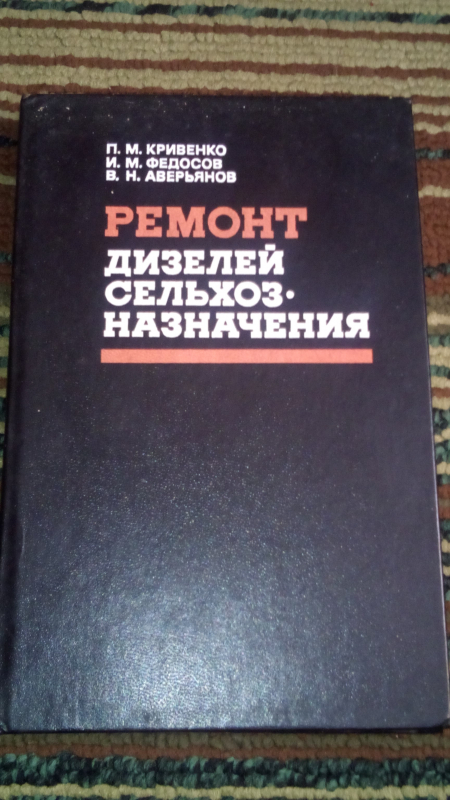 П. М. КРИВЕНКО
И. М. ФЕДОСОВ
В. Н. АВЕРЬЯНОВ
РЕМОНТ
ДИЗЕЛЕЙ
СЕЛЬХОЗ·
НАЗНАЧЕНИЯ